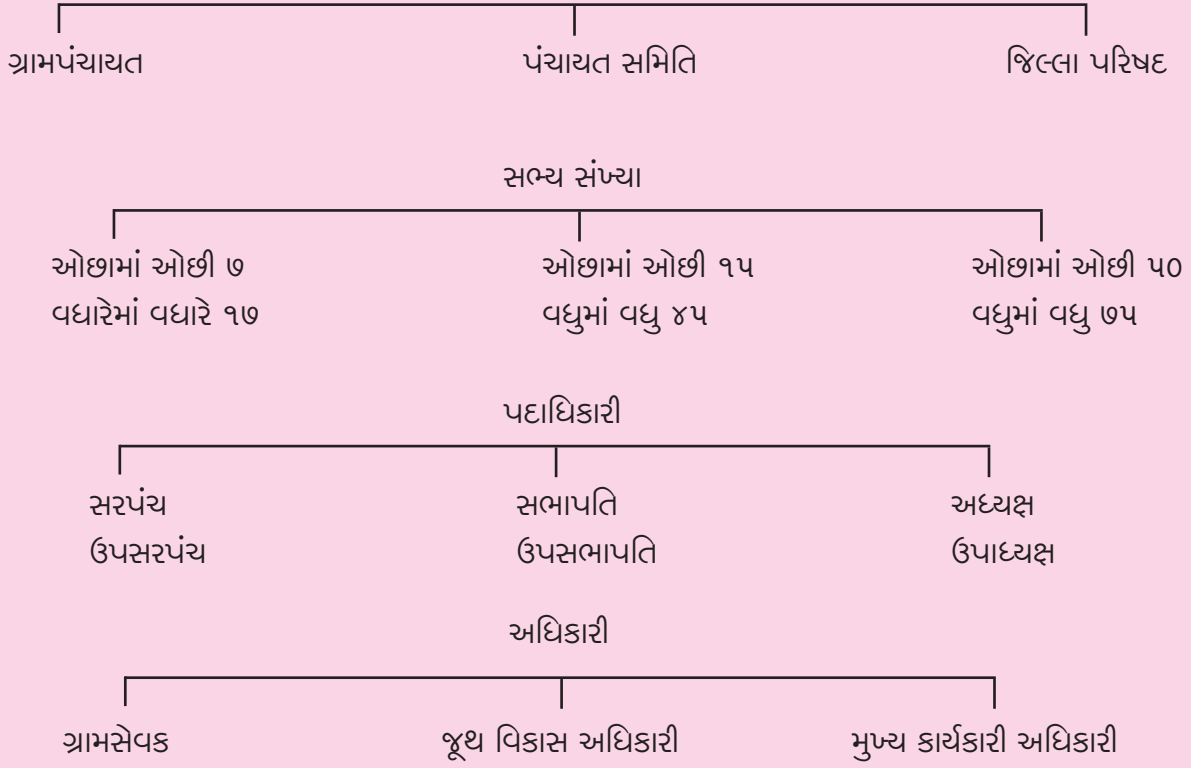 ગ્રામપંચાયત પંચાયત સમિતિ જિલ્લા પરિષદ
સભ્ય સંખ્યા
ઓછામાં ઓછી ૭ ઓછામાં ઓછી ૧૫ ઓછામાં ઓછી ૫૦
વધારેમાં વધારે ૧૭ વધુમાં વધુ ૪૫ વધુમાં વધુ ૭૫
પદાધિકારી
સરપંચ સભાપતિ અધ્યક્ષ
ઉપસરપંચ ઉપસભાપતિ ઉપાધ્યક્ષ
અધિકારી
ગ્રામસેવક જૂથ વિકાસ અધિકારી મુખ્ય કાર્યકારી અધિકારી